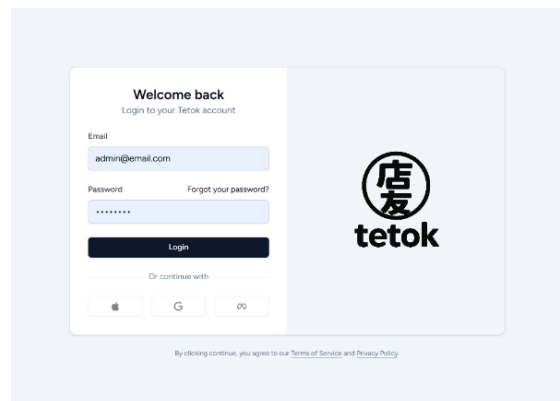 Welcome back
Login to your Tetok account
Email
admin@email.com
Password Forgot your password?
••••••••
Login
Or continue with
店
友
tetok
By clicking continue, you agree to our Terms of Service and Privacy Policy.